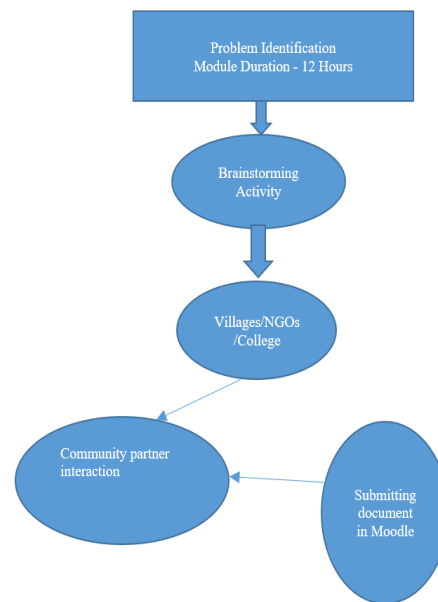 Problem Identification
Module Duration - 12 Hours
Brainstorming
Activity
Villages/NGOs
/College
Community partner
interaction
Submitting
document
in Moodle